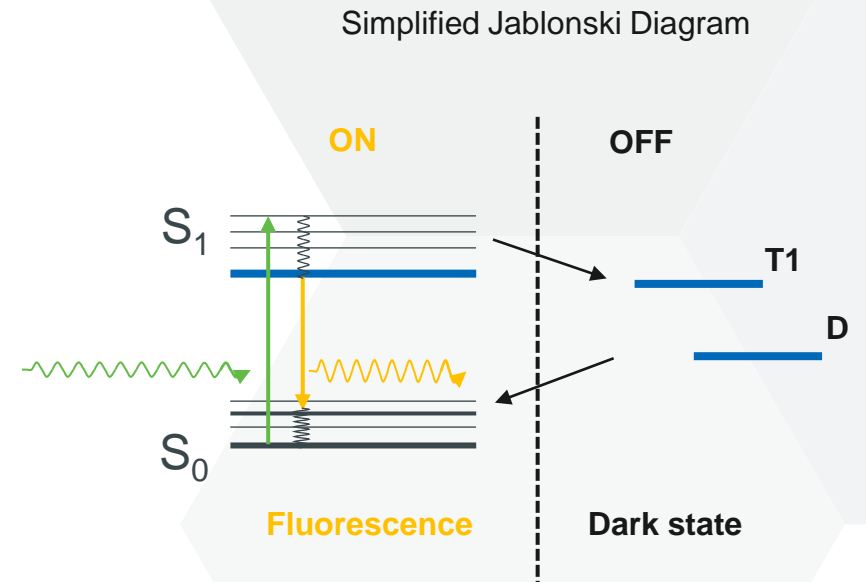 Simplified Jablonski Diagram
ON
OFF
S1
T1
D
S0
Fluorescence
Dark state